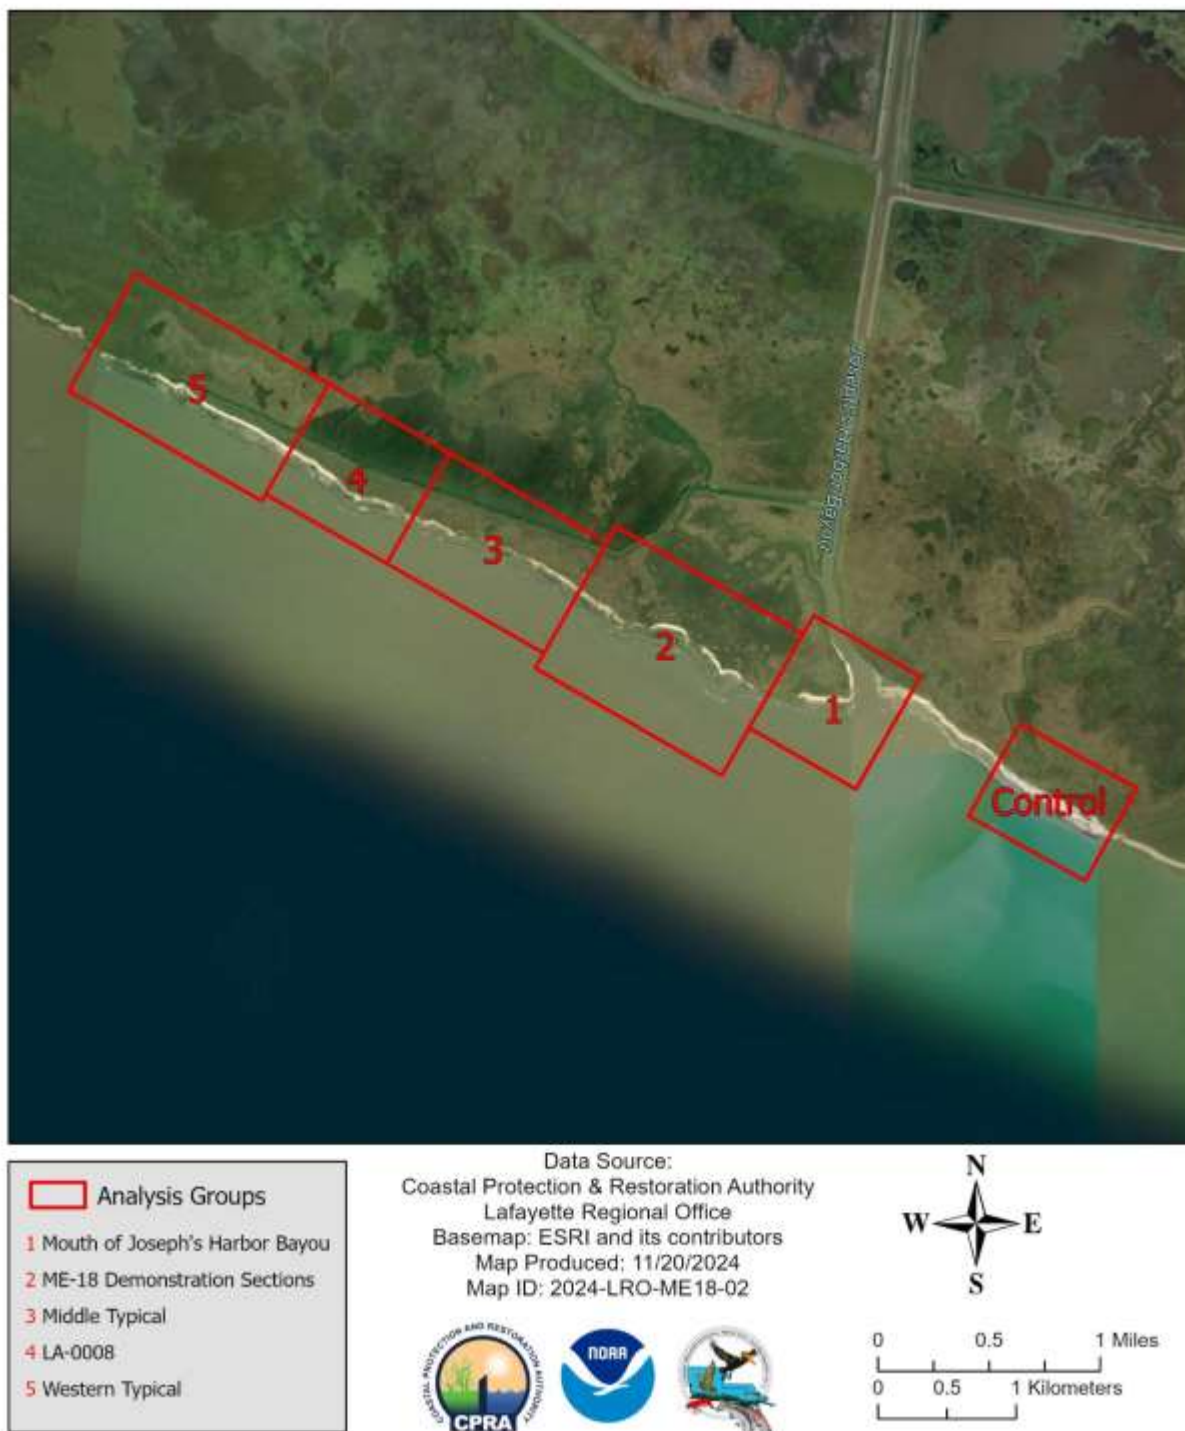 Joseph's Harbor Bayou
5
4
3
2
1
Control
Analysis Groups
1 Mouth of Joseph's Harbor Bayou
2 ME-18 Demonstration Sections
3 Middle Typical
4 LA-0008
5 Western Typical
Data Source:
Coastal Protection & Restoration Authority
Lafayette Regional Office
Basemap: ESRI and its contributors
Map Produced: 11/20/2024
Map ID: 2024-LRO-ME18-02
COASTAL PROTECTION AND RESTORATION AUTHORITY
CPRA
NOAA
N
W E
S
0 0.5 1 Miles
0 0.5 1 Kilometers